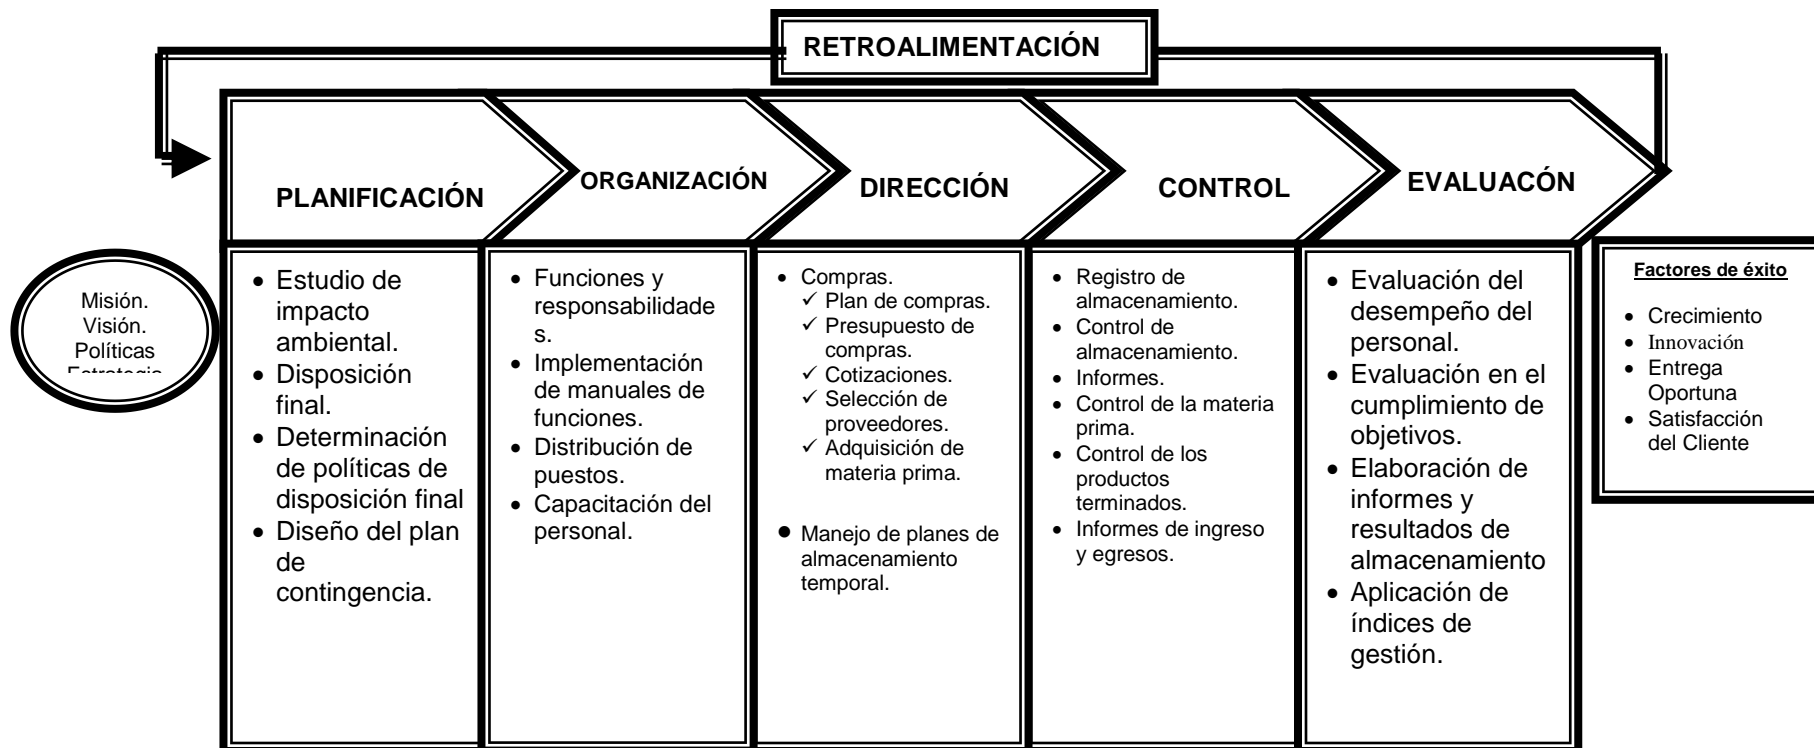 RETROALIMENTACIÓN
PLANIFICACIÓN
ORGANIZACIÓN
DIRECCIÓN
CONTROL
EVALUACÓN
Misión.
Visión.
Políticas
• Estudio de
impacto
ambiental.
• Disposición
final.
• Determinación
de políticas de
disposición final
• Diseño del plan
de
contingencia.
• Funciones y
responsabilidade
s.
• Implementación
de manuales de
funciones.
• Distribución de
puestos.
• Capacitación del
personal.
• Compras.
✓ Plan de compras.
✓ Presupuesto de
compras.
✓ Cotizaciones.
✓ Selección de
proveedores.
✓ Adquisición de
materia prima.
• Manejo de planes de
almacenamiento
temporal.
• Registro de
almacenamiento.
• Control de
almacenamiento.
• Informes.
• Control de la materia
prima.
• Control de los
productos
terminados.
• Informes de ingreso
y egresos.
• Evaluación del
desempeño del
personal.
• Evaluación en el
cumplimiento de
objetivos.
• Elaboración de
informes y
resultados de
almacenamiento
• Aplicación de
índices de
gestión.
Factores de éxito
• Crecimiento
• Innovación
• Entrega
Oportuna
• Satisfacción
del Cliente